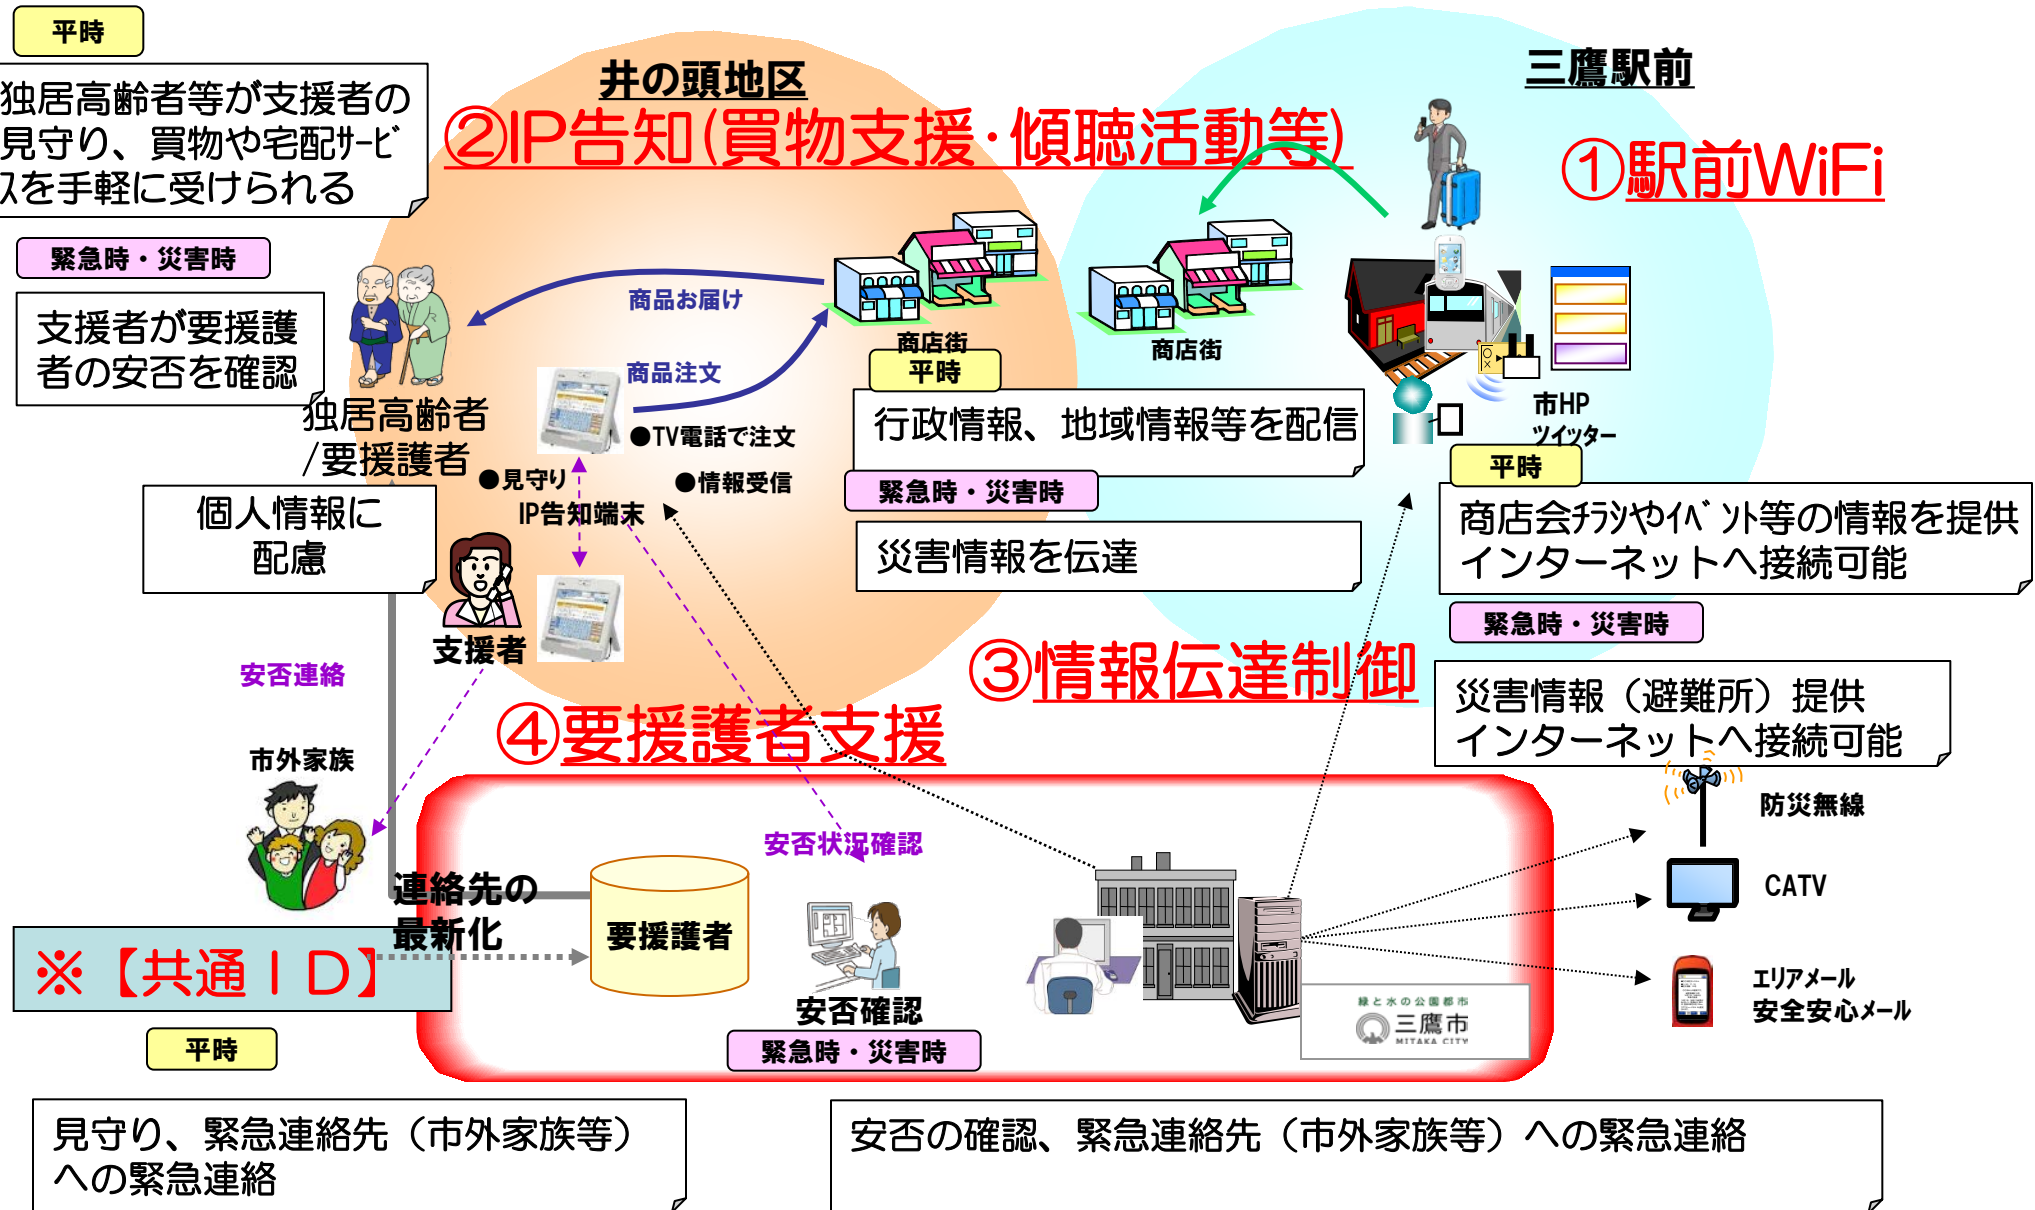 平時
独居高齢者等が支援者の
見守り、買物や宅配ｻｰﾋﾞ
ｽを手軽に受けられる
緊急時・災害時
支援者が要援護
者の安否を確認
井の頭地区
②IP告知(買物支援･傾聴活動等)
三鷹駅前
①駅前WiFi
商品お届け
商品注文
商店街
商店街
独居高齢者
/要援護者
●TV電話で注文
●見守り
●情報受信
IP告知端末
平時
行政情報、地域情報等を配信
緊急時・災害時
災害情報を伝達
市HP
ツイッター
平時
商店会ﾁﾗｼやｲﾍﾞﾝﾄ等の情報を提供
インターネットへ接続可能
緊急時・災害時
災害情報（避難所）提供
インターネットへ接続可能
個人情報に
配慮
支援者
安否連絡
③情報伝達制御
④要援護者支援
市外家族
安否状況確認
連絡先の
最新化
要援護者
安否確認
緊急時・災害時
緑と水の公園都市
三鷹市
MITAKA CITY
防災無線
CATV
エリアメール
安全安心メール
※【共通ＩＤ】
平時
見守り、緊急連絡先（市外家族等）
への緊急連絡
安否の確認、緊急連絡先（市外家族等）への緊急連絡